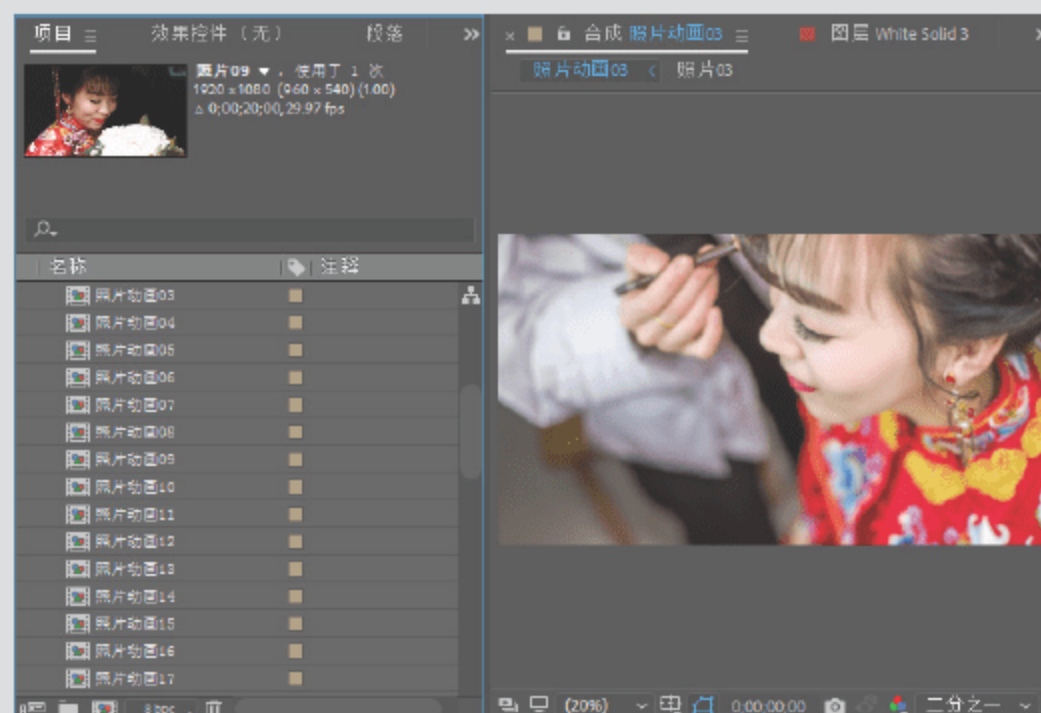 项目 效果控件（无） 段落
照片09 ▼ ，使用了 1 次
1920 x 1080 (960 x 540) (1.00)
△ 0;00;20;00, 29.97 fps
名称 注释
照片动画03
照片动画04
照片动画05
照片动画06
照片动画07
照片动画08
照片动画09
照片动画10
照片动画11
照片动画12
照片动画13
照片动画14
照片动画15
照片动画16
照片动画17
8 bpc
× 合成 照片动画03 图层 White Solid 3
照片动画03 ‹ 照片03
(20%) 0:00:00:00 二分之一